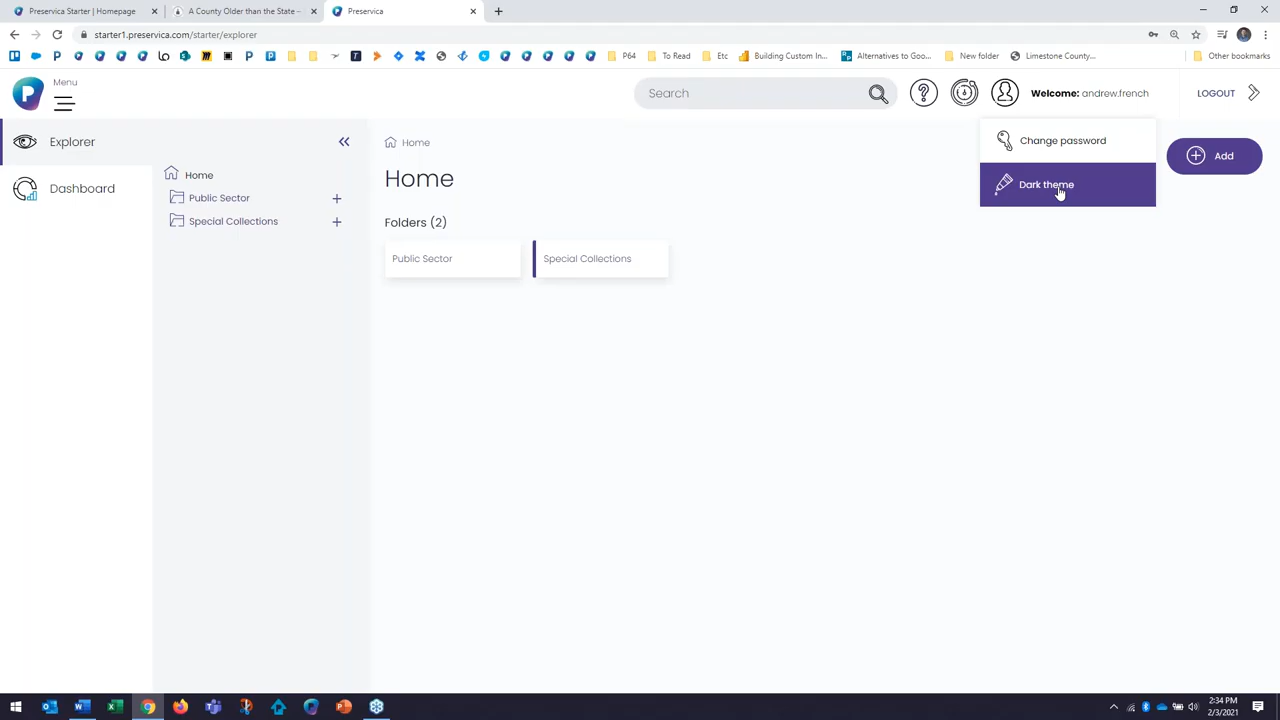 Preservica Starter | Homepage
A County Older than the State –
Preservica
starter1.preservica.com/starter/explorer
P64
To Read
Etc
Building Custom In...
Alternatives to Goo...
New folder
Limestone County,...
Other bookmarks
Menu
Search
Welcome: andrew.french
LOGOUT
Explorer
Dashboard
Home
Public Sector
Special Collections
Home
Home
Folders (2)
Public Sector
Special Collections
Change password
Dark theme
Add
2:34 PM
2/3/2021